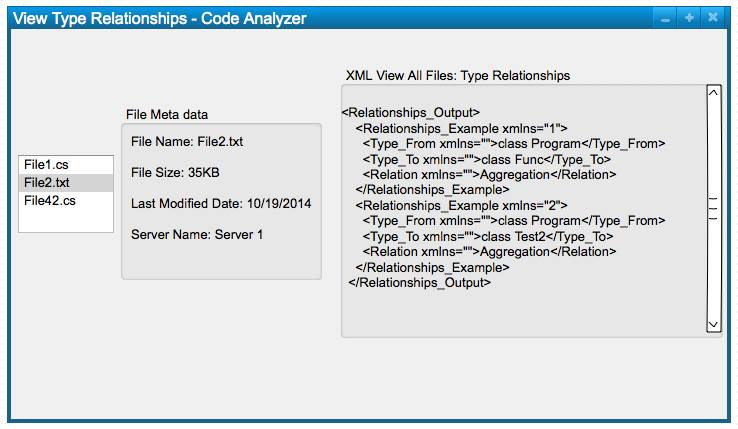 View Type Relationships - Code Analyzer
File1.cs
File2.txt
File42.cs
File Meta data
File Name: File2.txt
File Size: 35KB
Last Modified Date: 10/19/2014
Server Name: Server 1
XML View All Files: Type Relationships
<Relationships_Output>
<Relationships_Example xmlns="1">
<Type_From xmlns="">class Program</Type_From>
<Type_To xmlns="">class Func</Type_To>
<Relation xmlns="">Aggregation</Relation>
</Relationships_Example>
<Relationships_Example xmlns="2">
<Type_From xmlns="">class Program</Type_From>
<Type_To xmlns="">class Test2</Type_To>
<Relation xmlns="">Aggregation</Relation>
</Relationships_Example>
</Relationships_Output>